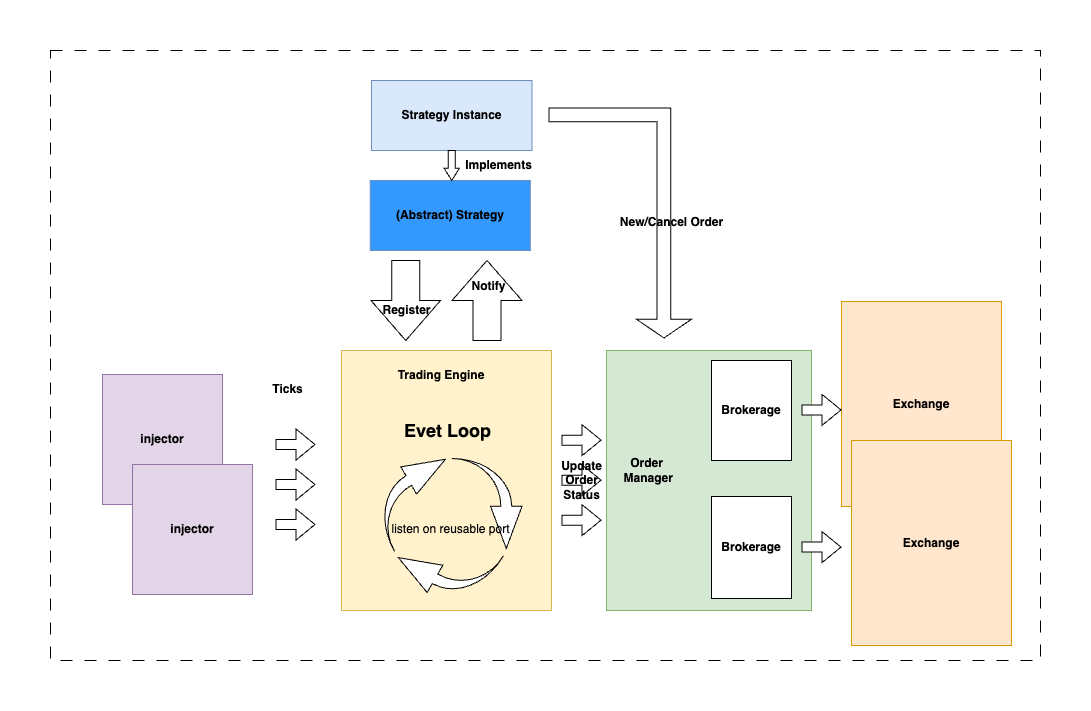 Strategy Instance
Implements
(Abstract) Strategy
New/Cancel Order
Register
Notify
Trading Engine
Ticks
injector
injector
Evet Loop
listen on reusable port
Update
Order
Status
Order
Manager
Brokerage
Brokerage
Exchange
Exchange